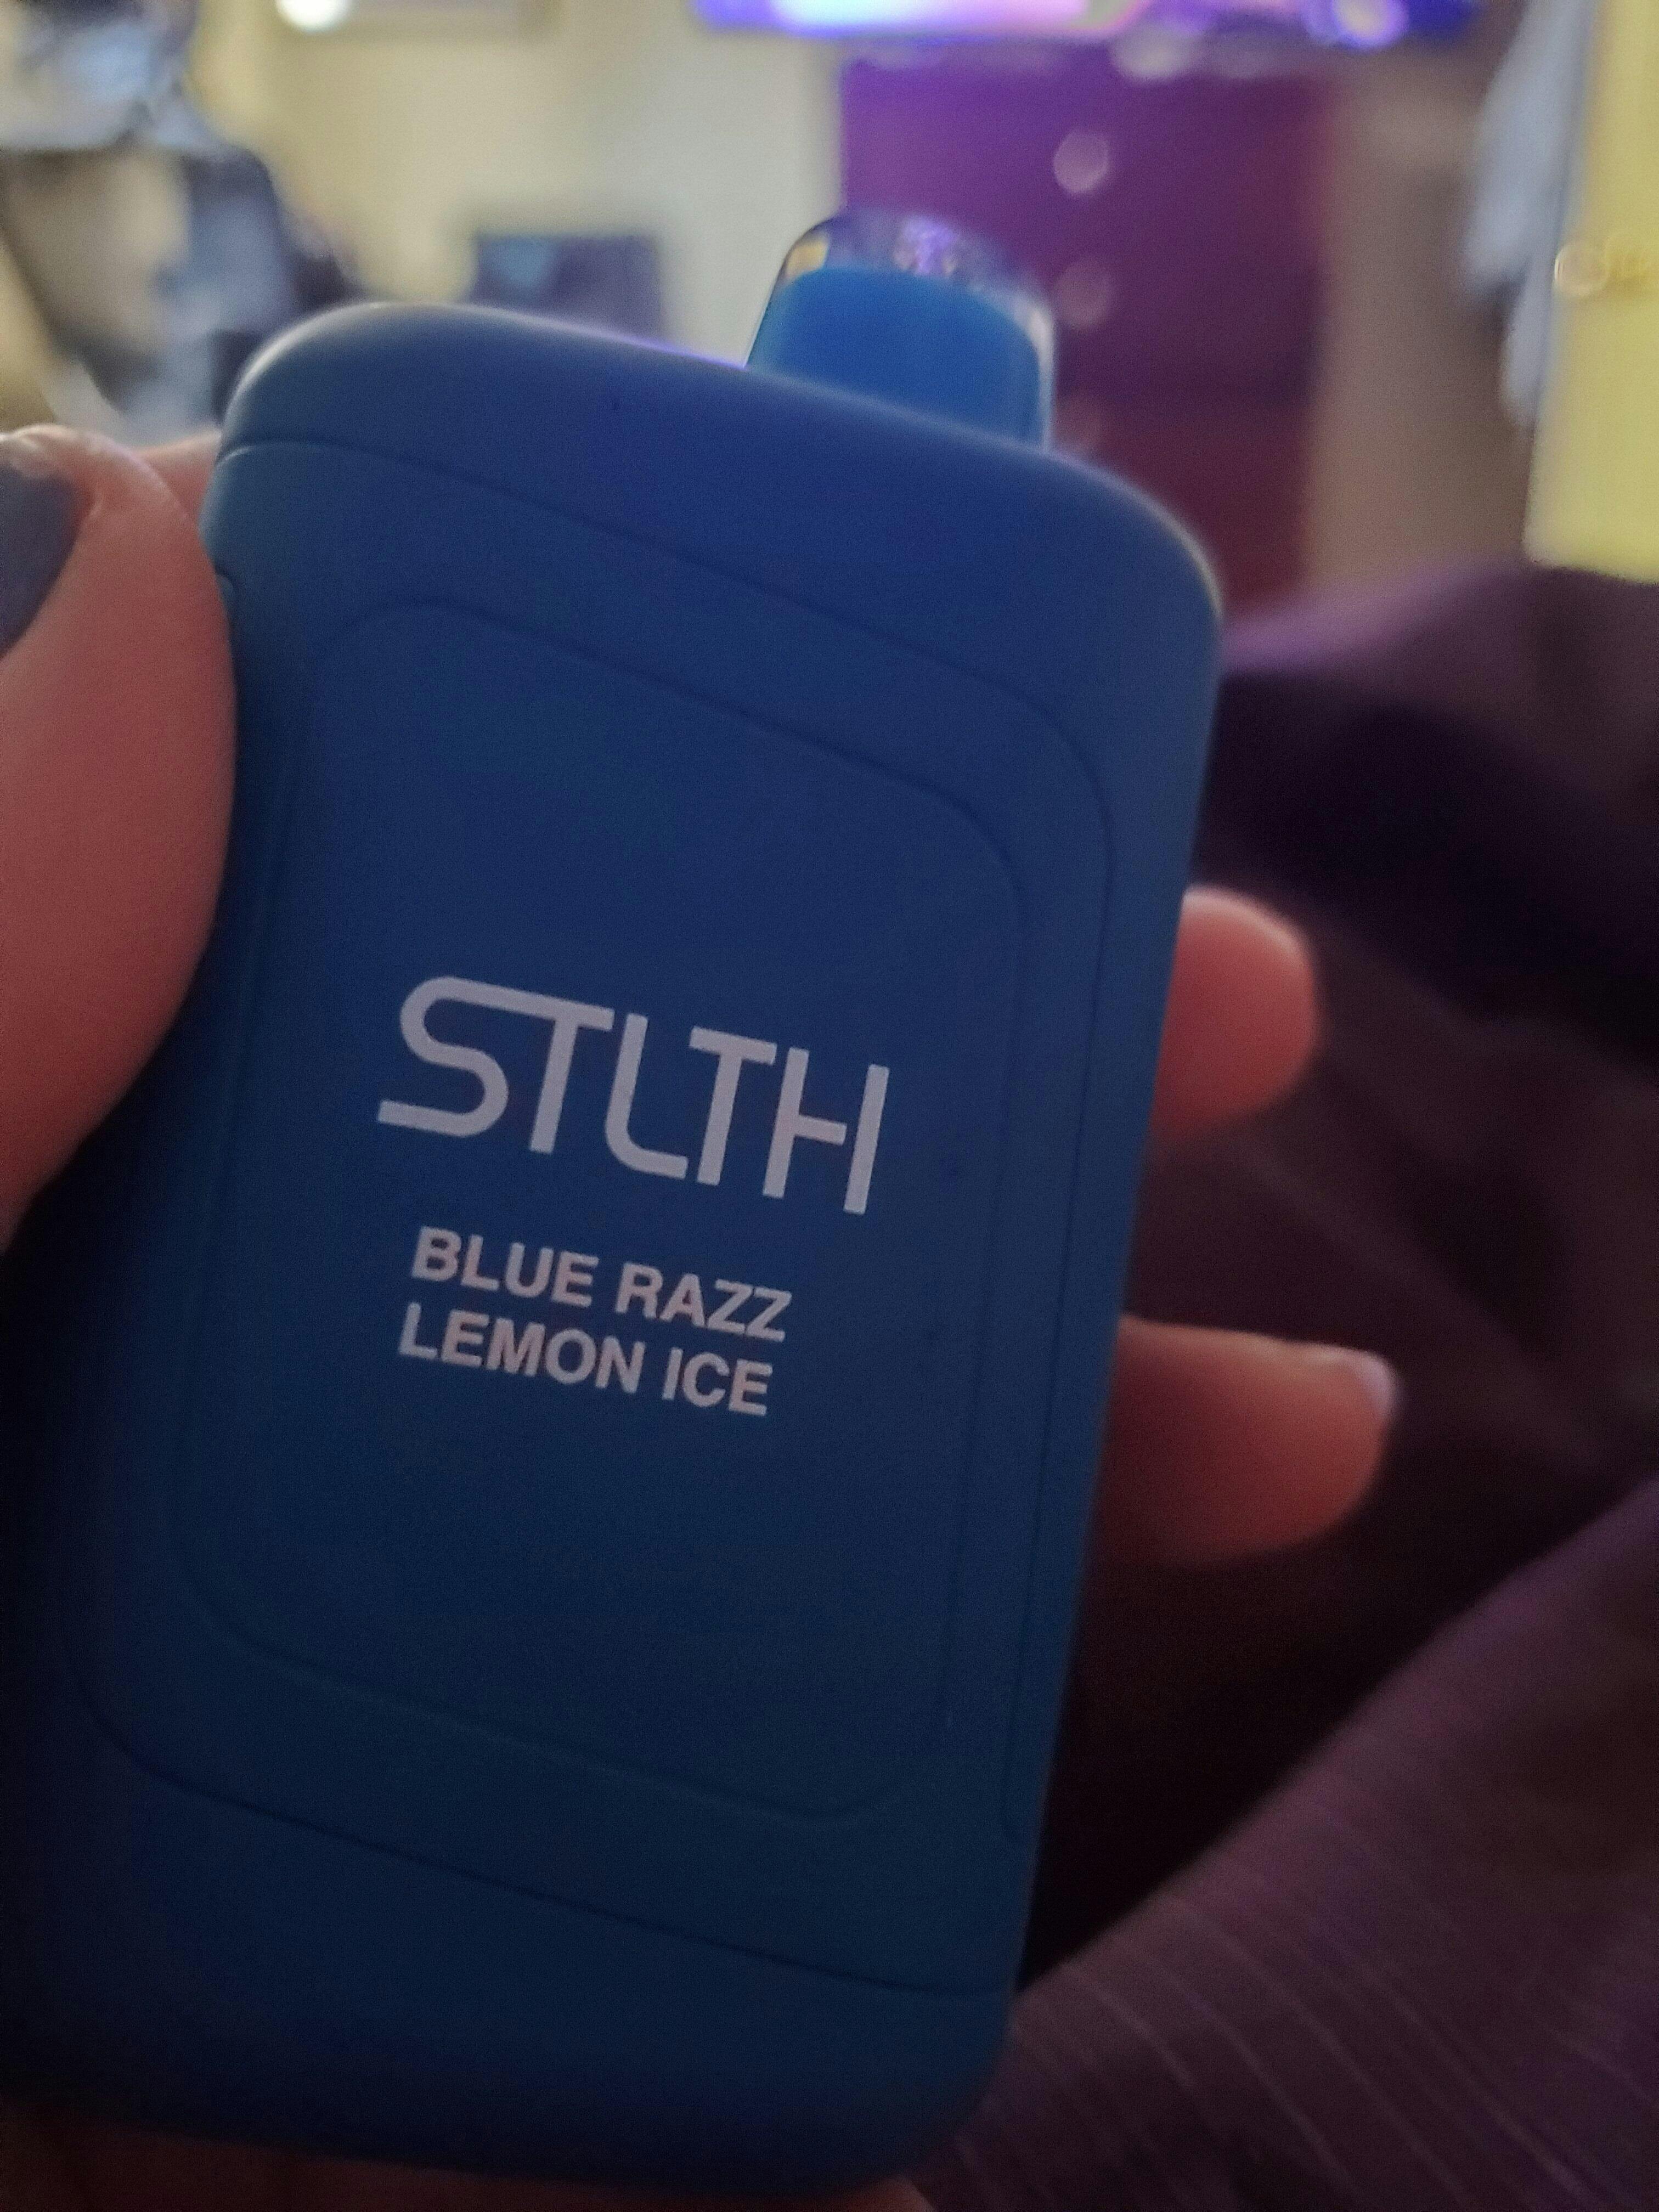 STLTH
BLUE RAZZ
LEMON ICE